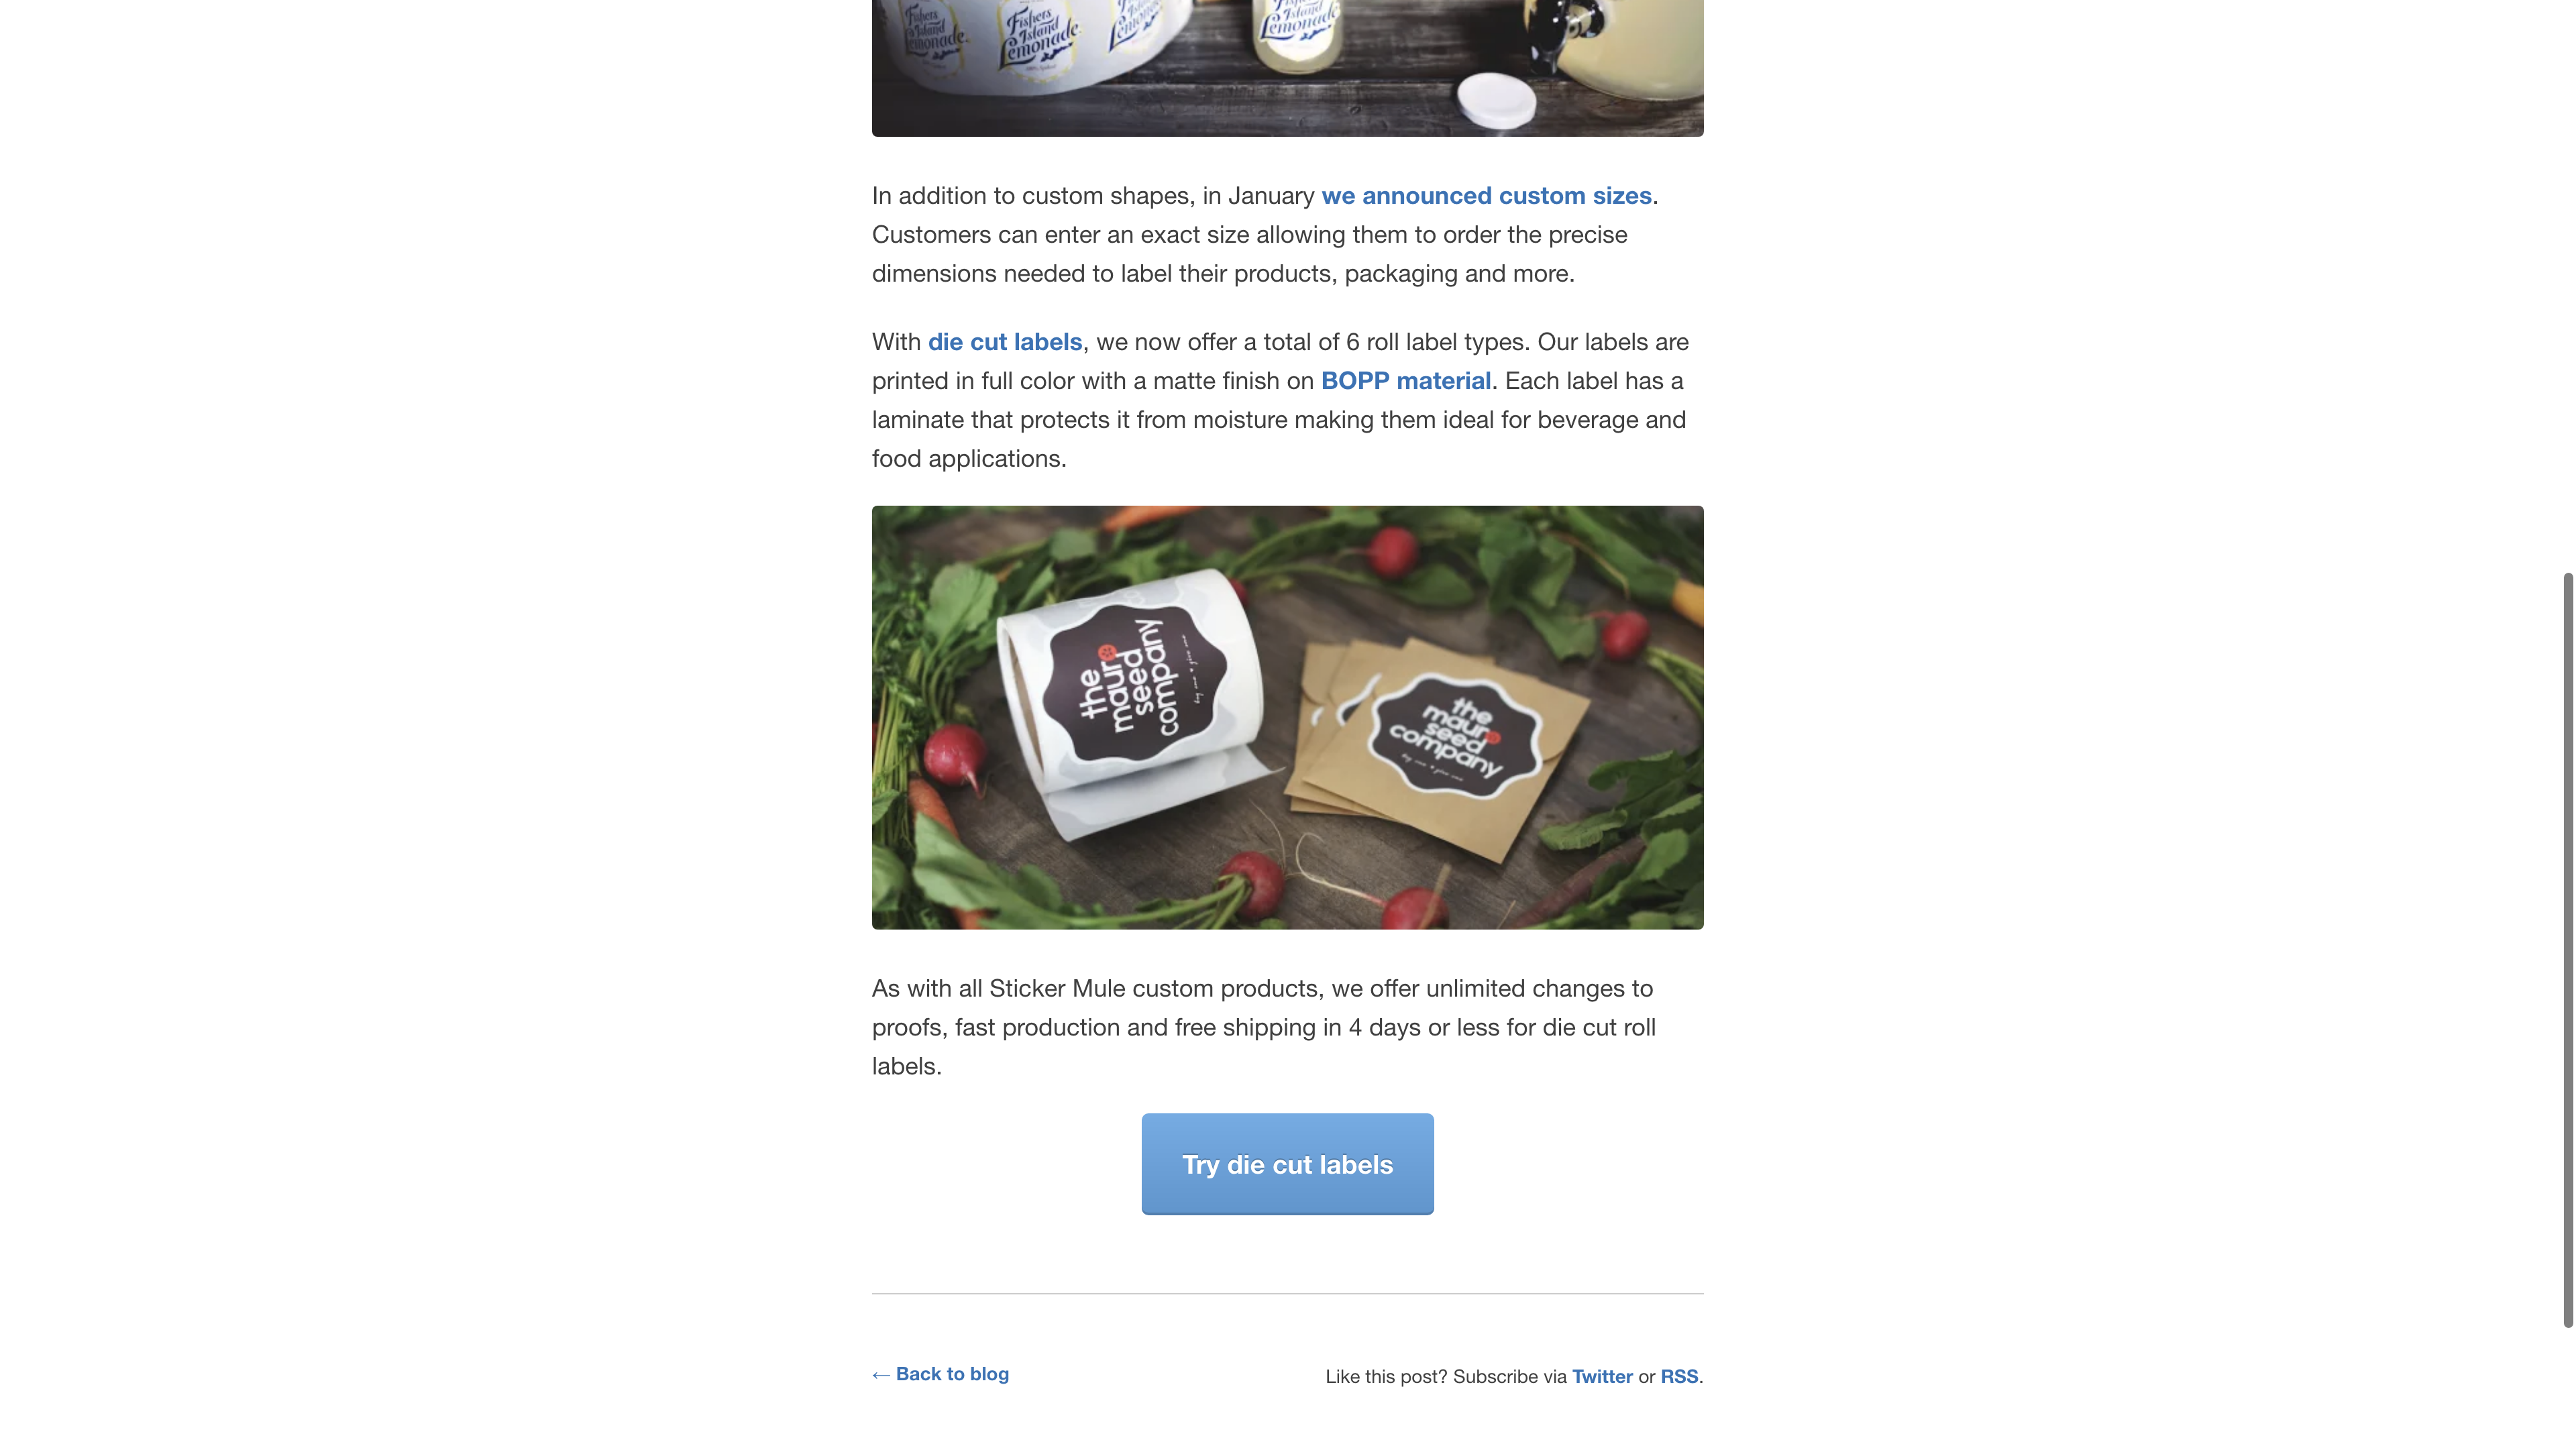 Fishers
Island
Lemonade
Fishers
Island
Lemonade
Island
Lemonade
In addition to custom shapes, in January we announced custom sizes.
Customers can enter an exact size allowing them to order the precise
dimensions needed to label their products, packaging and more.
With die cut labels, we now offer a total of 6 roll label types. Our labels are
printed in full color with a matte finish on BOPP material. Each label has a
laminate that protects it from moisture making them ideal for beverage and
food applications.
the
mauro
seed
company
the
mauro
seed
company
As with all Sticker Mule custom products, we offer unlimited changes to
proofs, fast production and free shipping in 4 days or less for die cut roll
labels.
Try die cut labels
← Back to blog
Like this post? Subscribe via Twitter or RSS.